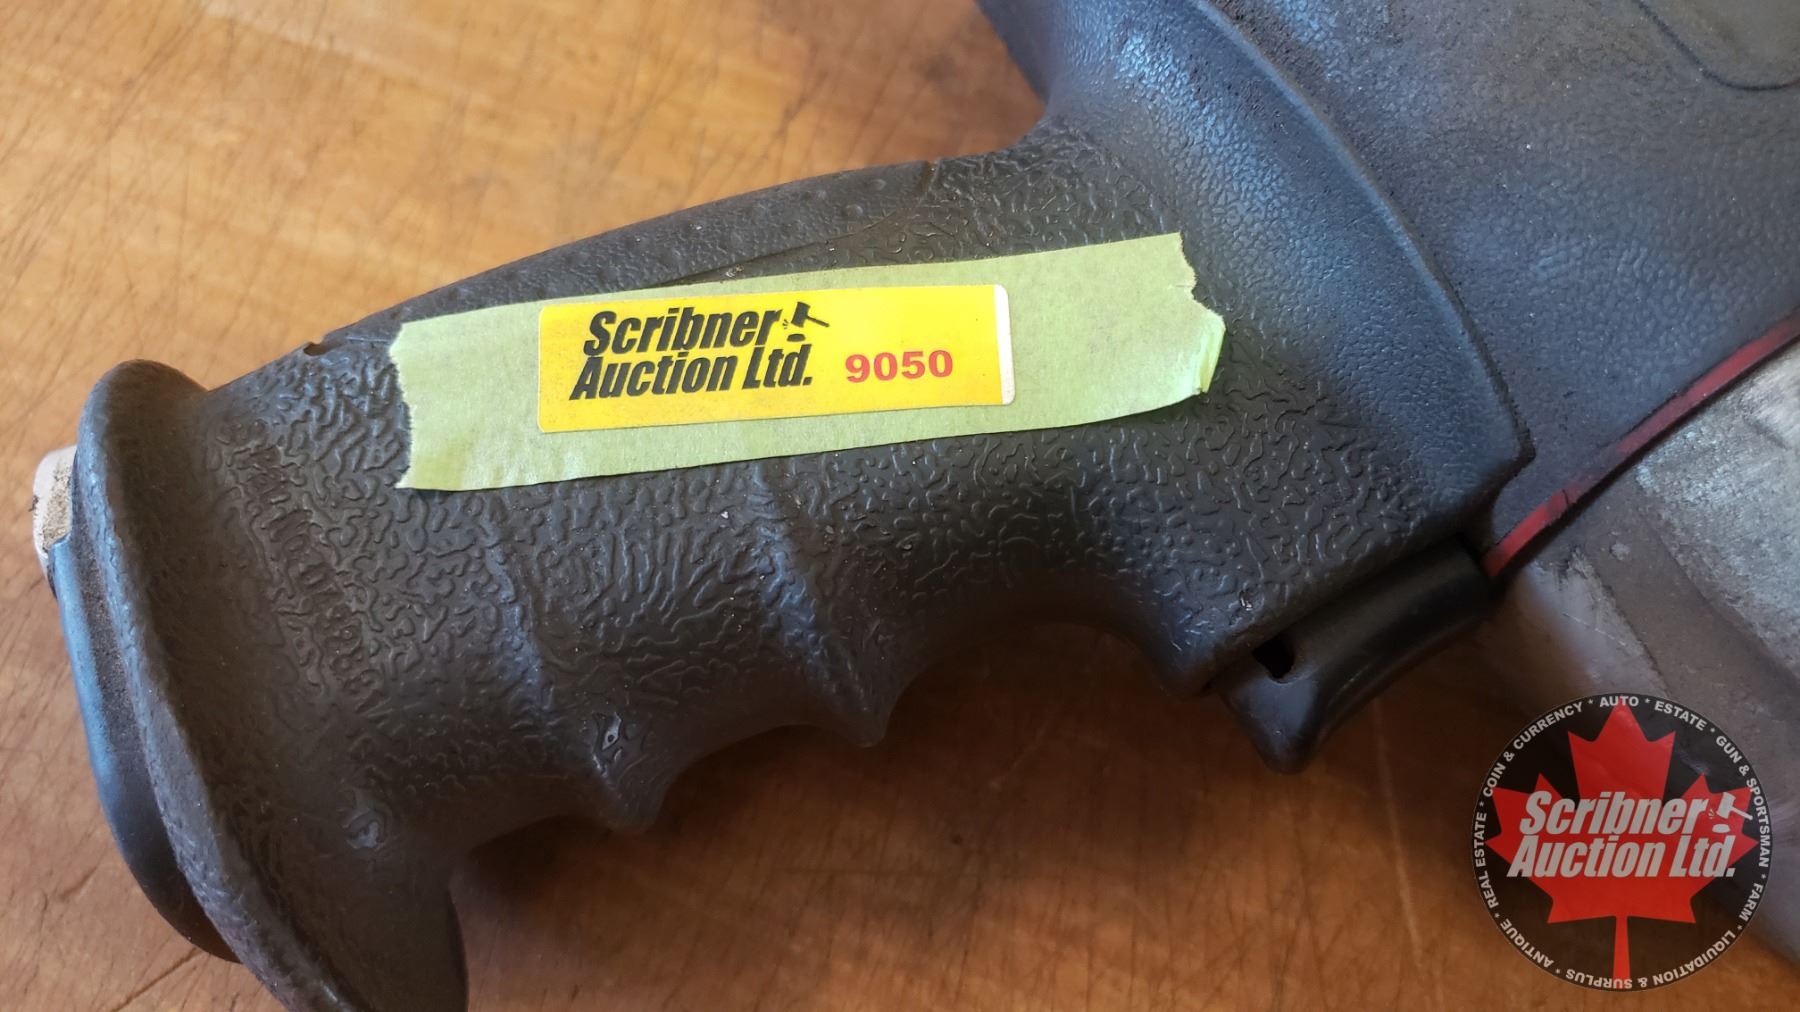 Scribner
Auction Ltd.
9050
Scribner
Auction Ltd.
REAL ESTATE * COIN & CURRENCY * AUTO * ESTATE * GUN & SPORTSMAN * FARM * LIQUIDATION & SURPLUS * ANTIQUE *